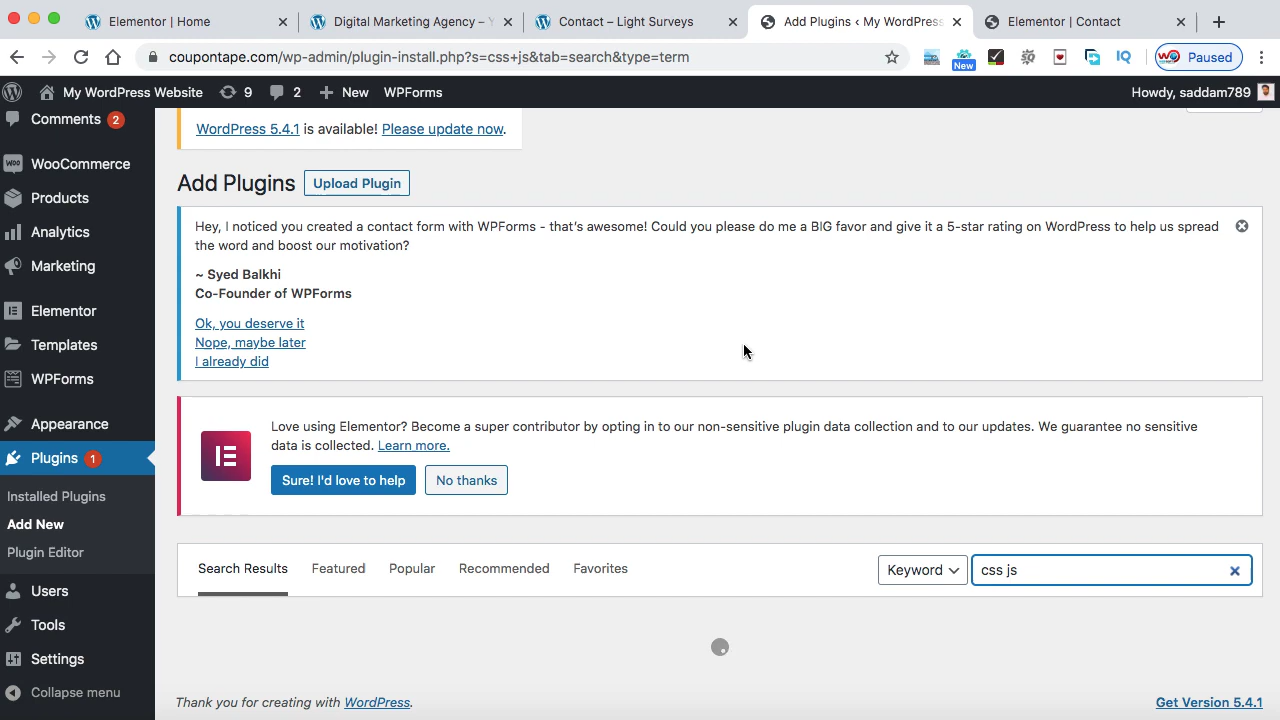 Elementor | Home
Digital Marketing Agency –
Contact – Light Surveys
Add Plugins ‹ My WordPress
Elementor | Contact
coupontape.com/wp-admin/plugin-install.php?s=css+js&tab=search&type=term
New
IQ
Paused
My WordPress Website
9
2
New
WPForms
Howdy, saddam789
Comments 2
WooCommerce
Products
Analytics
Marketing
Elementor
Templates
WPForms
Appearance
Plugins 1
Installed Plugins
Add New
Plugin Editor
Users
Tools
Settings
Collapse menu
WordPress 5.4.1 is available! Please update now.
Add Plugins
Upload Plugin
Hey, I noticed you created a contact form with WPForms - that's awesome! Could you please do me a BIG favor and give it a 5-star rating on WordPress to help us spread
the word and boost our motivation?
~ Syed Balkhi
Co-Founder of WPForms
Ok, you deserve it
Nope, maybe later
I already did
Love using Elementor? Become a super contributor by opting in to our non-sensitive plugin data collection and to our updates. We guarantee no sensitive
data is collected. Learn more.
Sure! I'd love to help
No thanks
Search Results
Featured
Popular
Recommended
Favorites
Keyword
css js
Thank you for creating with WordPress.
Get Version 5.4.1